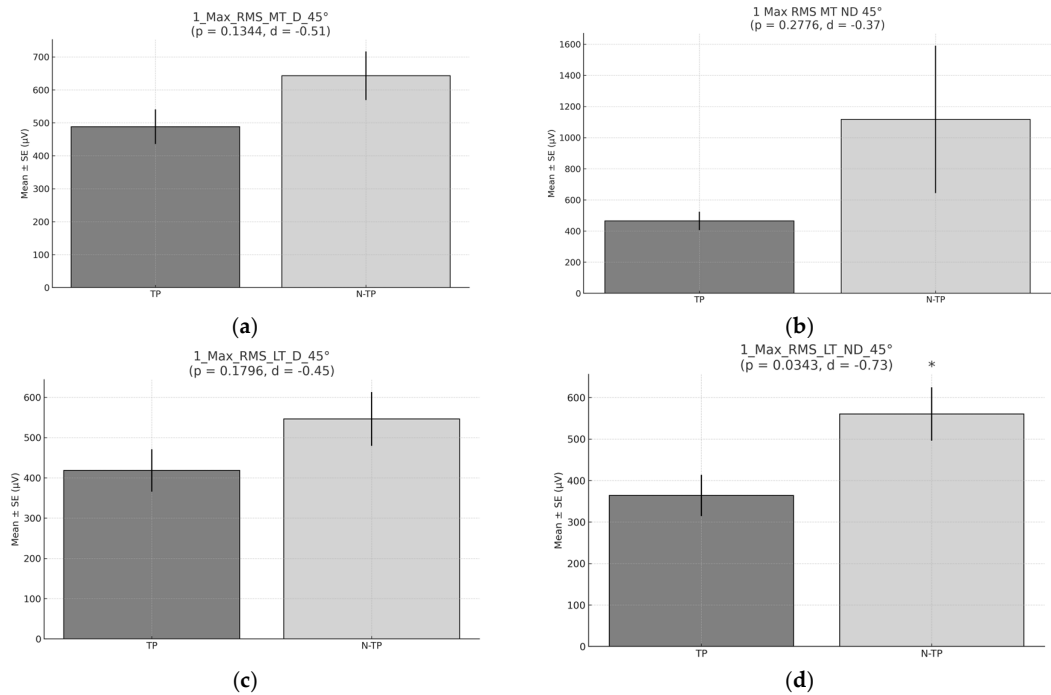 1_Max_RMS_MT_D_45°
(p = 0.1344, d = -0.51)
Mean ± SE (μV)
700
600
500
400
300
200
100
0
TP
N-TP
(a)
1 Max RMS MT ND 45°
(p = 0.2776, d = -0.37)
Mean ± SE (μV)
1600
1400
1200
1000
800
600
400
200
0
TP
N-TP
(b)
1_Max_RMS_LT_D_45°
(p = 0.1796, d = -0.45)
Mean ± SE (μV)
600
500
400
300
200
100
0
TP
N-TP
(c)
1_Max_RMS_LT_ND_45°
(p = 0.0343, d = -0.73)
*
Mean ± SE (μV)
600
500
400
300
200
100
0
TP
N-TP
(d)